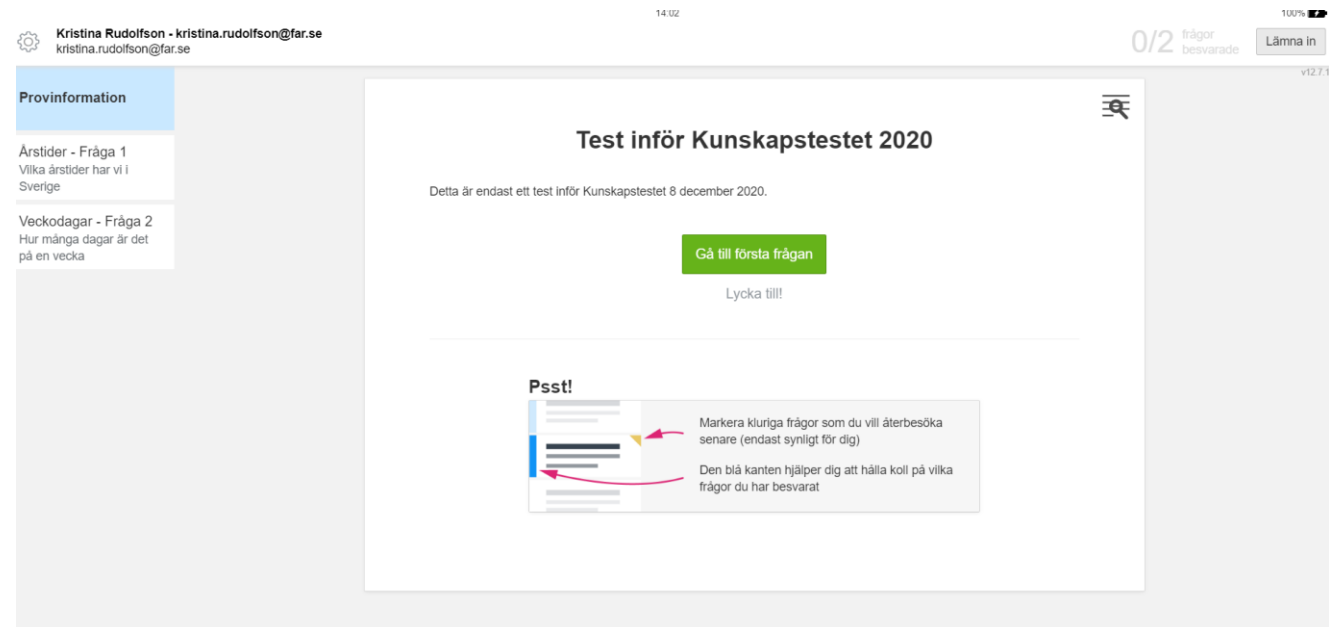 14:02
100%
Kristina Rudolfson - kristina.rudolfson@far.se
kristina.rudolfson@far.se
0/2 frågor
besvarade
Lämna in
v12.7.1
Provinformation
Årstider - Fråga 1
Vilka årstider har vi i
Sverige
Veckodagar - Fråga 2
Hur många dagar är det
på en vecka
Test inför Kunskapstestet 2020
Detta är endast ett test inför Kunskapstestet 8 december 2020.
Gå till första frågan
Lycka till!
Psst!
Markera kluriga frågor som du vill återbesöka
senare (endast synligt för dig)
Den blå kanten hjälper dig att hålla koll på vilka
frågor du har besvarat